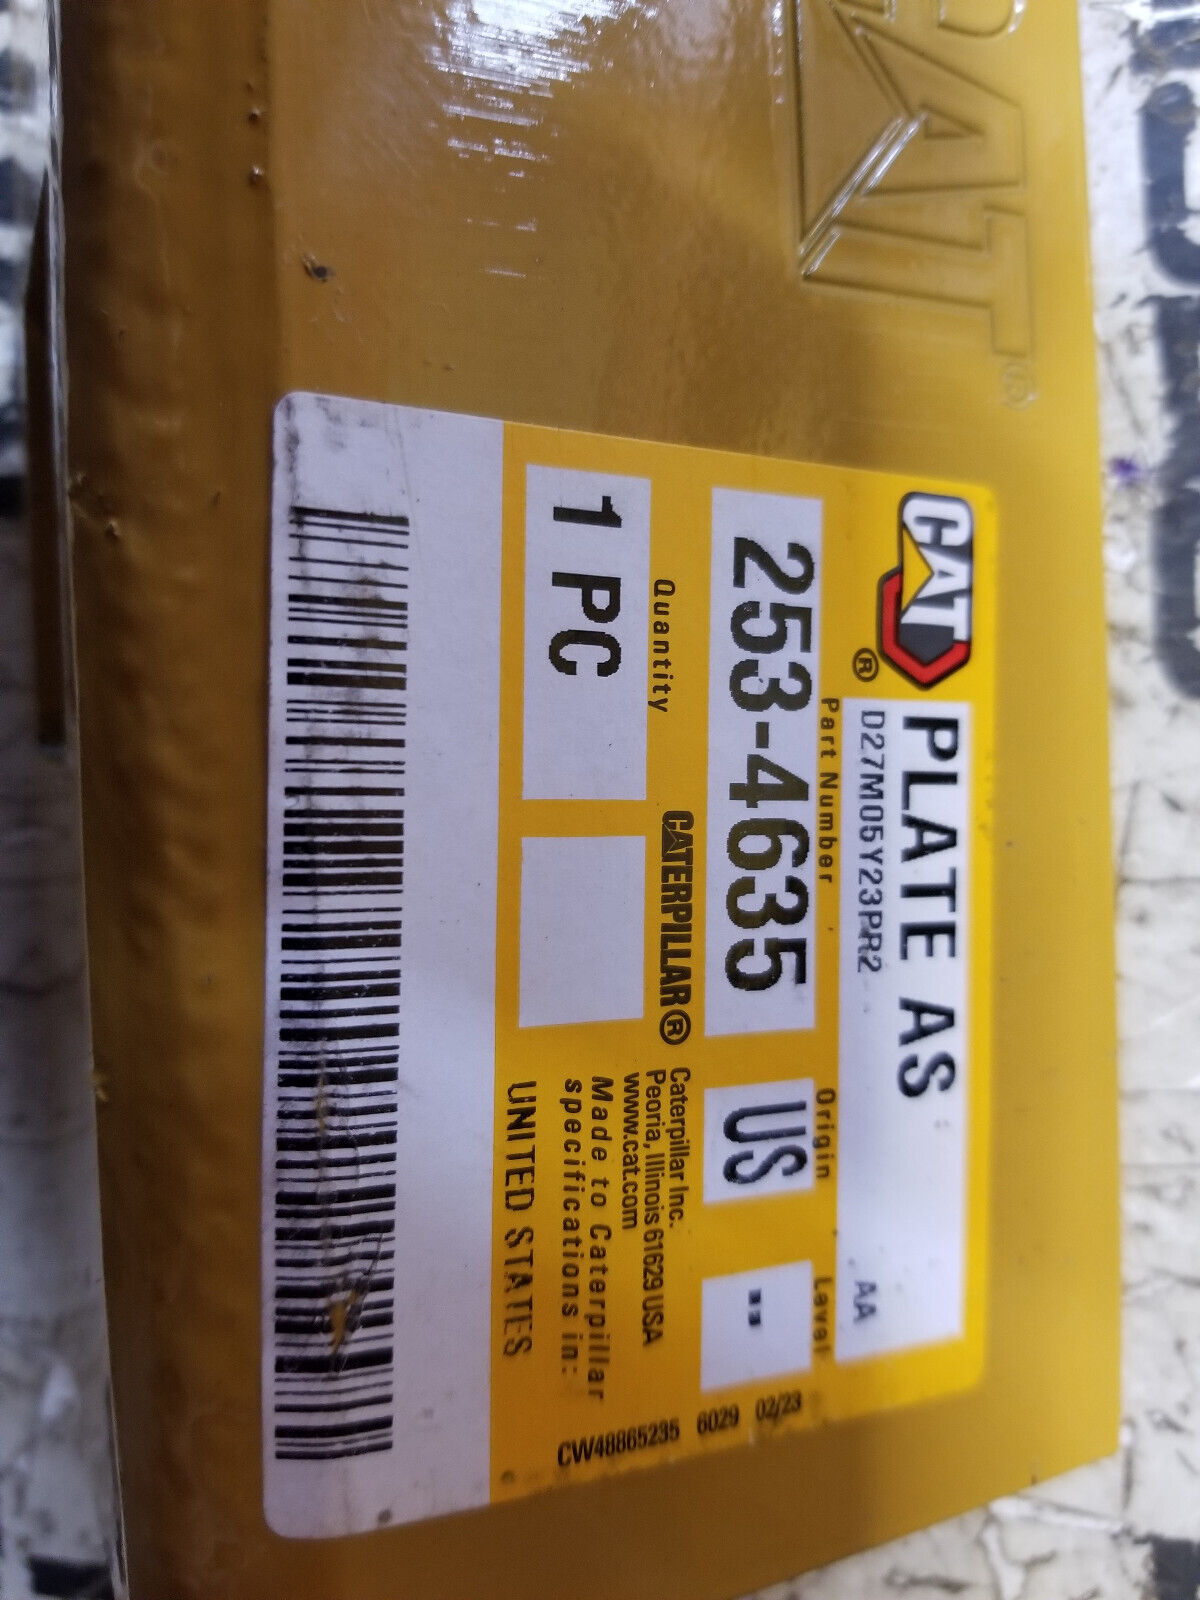 CAT®
CAT®
PLATE AS
D27M05Y23PR2 AA
Part Number Origin Level
253-4635 US --
Quantity
1 PC
CATERPILLAR®
Caterpillar Inc.
Peoria, Illinois 61629 USA
www.cat.com
Made to Caterpillar
specifications in:
UNITED STATES
CW48865235 6029 02/23